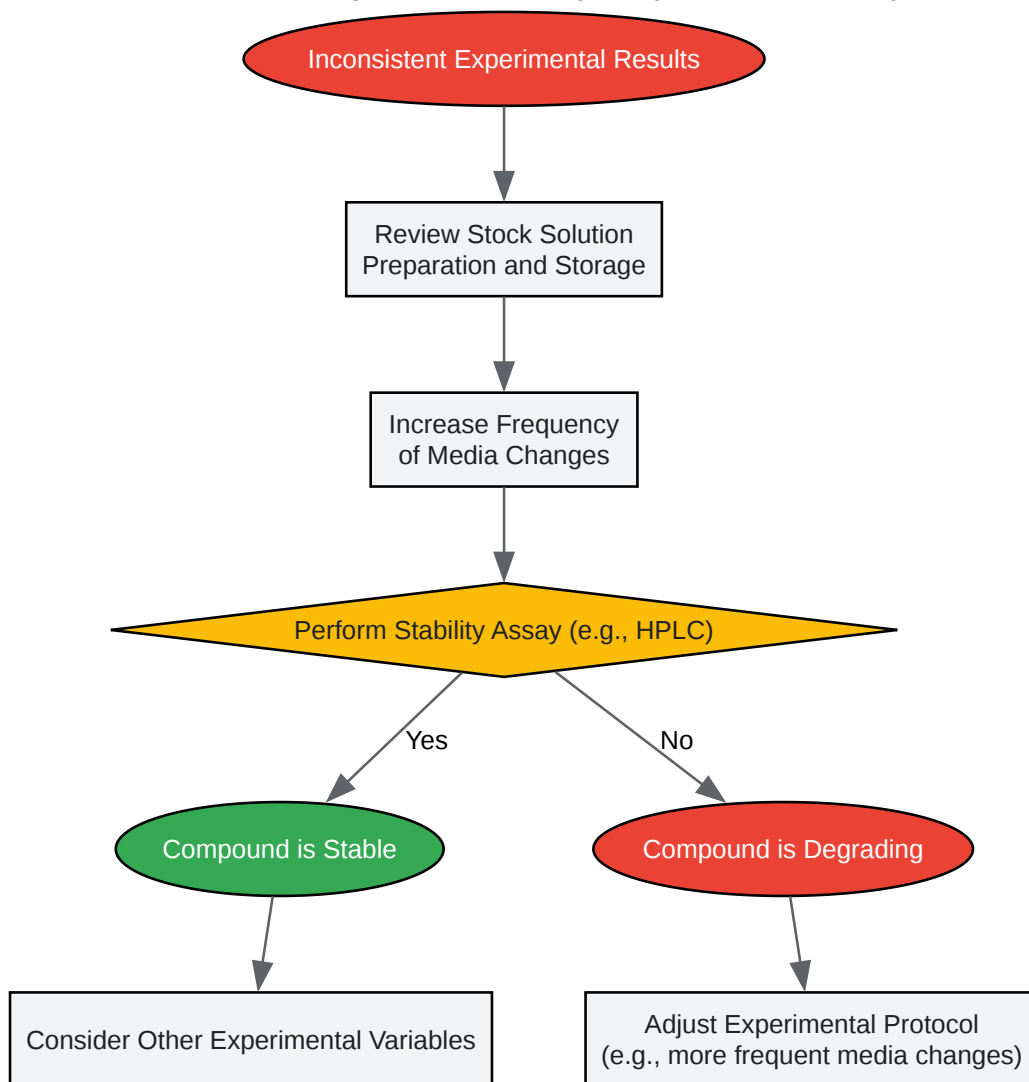 Inconsistent Experimental Results
Review Stock Solution
Preparation and Storage
Increase Frequency
of Media Changes
Perform Stability Assay (e.g., HPLC)
Yes
No
Compound is Stable
Compound is Degrading
Consider Other Experimental Variables
Adjust Experimental Protocol
(e.g., more frequent media changes)